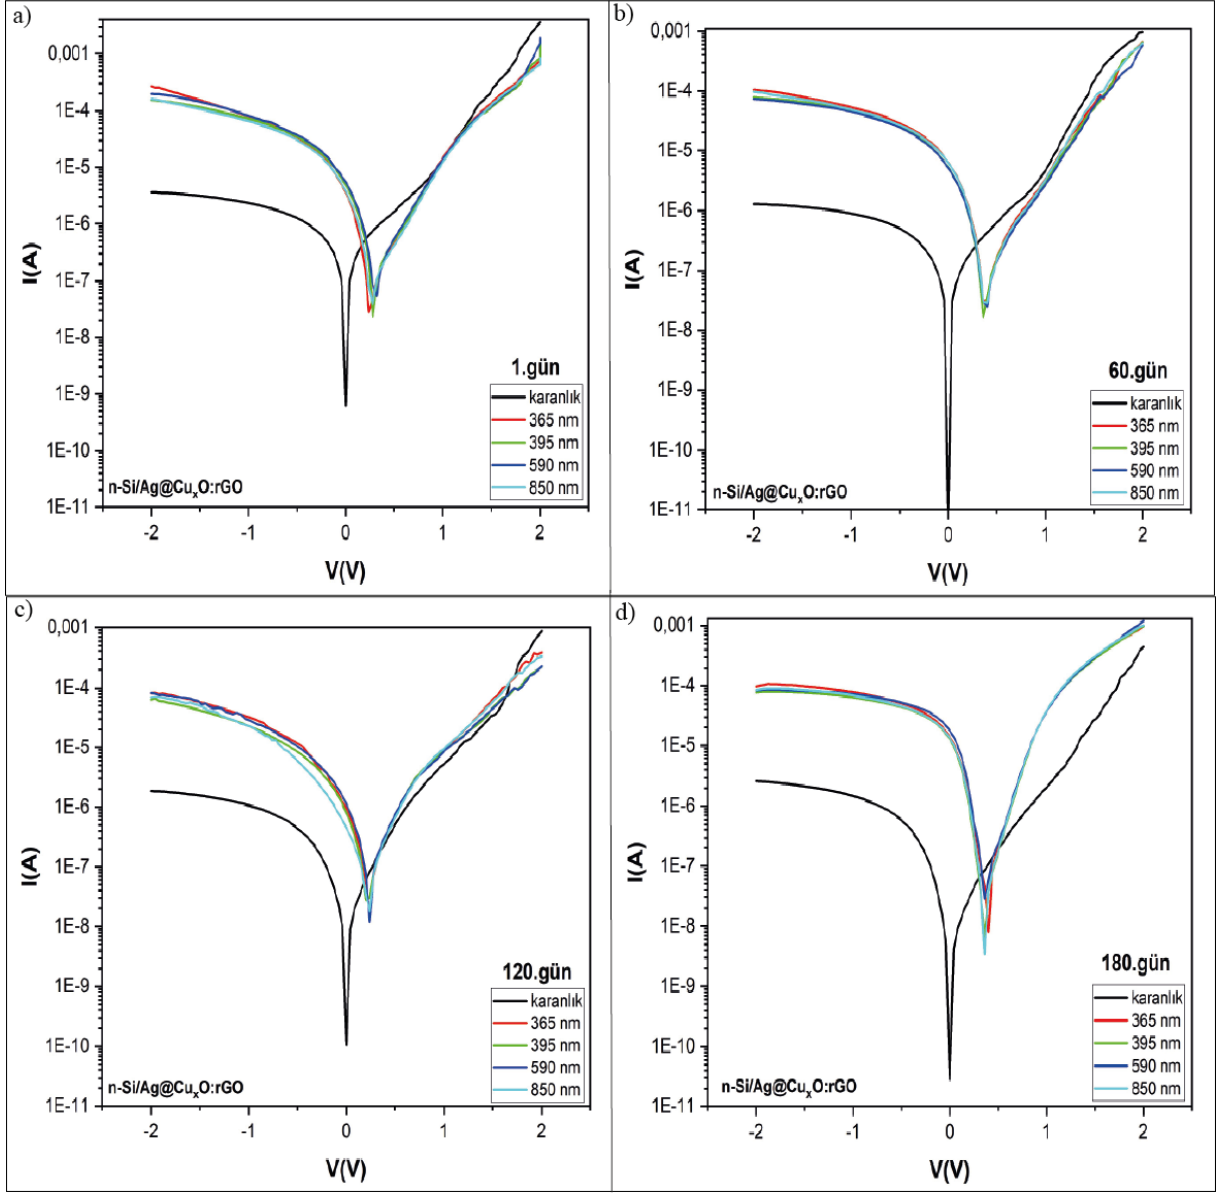 a)
0,001
1E-4
1E-5
1E-6
1E-7
1E-8
1E-9
1E-10
1E-11
I(A)
-2
-1
0
1
2
V(V)
1.gün
karanlık
365 nm
395 nm
590 nm
850 nm
n-Si/Ag@CuxO:rGO
b)
0,001
1E-4
1E-5
1E-6
1E-7
1E-8
1E-9
1E-10
1E-11
I(A)
-2
-1
0
1
2
V(V)
60.gün
karanlık
365 nm
395 nm
590 nm
850 nm
n-Si/Ag@CuxO:rGO
c)
0,001
1E-4
1E-5
1E-6
1E-7
1E-8
1E-9
1E-10
1E-11
I(A)
-2
-1
0
1
2
V(V)
120.gün
karanlık
365 nm
395 nm
590 nm
850 nm
n-Si/Ag@CuxO:rGO
d)
0,001
1E-4
1E-5
1E-6
1E-7
1E-8
1E-9
1E-10
1E-11
I(A)
-2
-1
0
1
2
V(V)
180.gün
karanlık
365 nm
395 nm
590 nm
850 nm
n-Si/Ag@CuxO:rGO